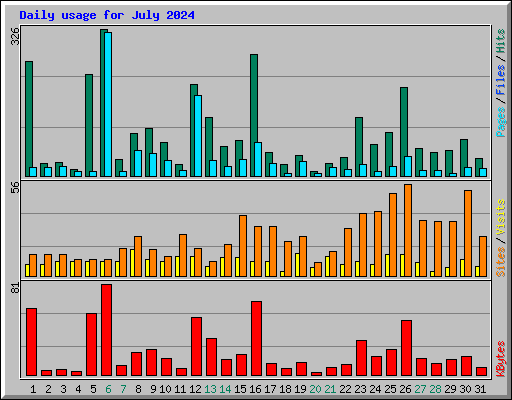 Daily usage for July 2024
326
Pages / Files / Hits
56
Sites / Visits
81
KBytes
1 2 3 4 5 6 7 8 9 10 11 12 13 14 15 16 17 18 19 20 21 22 23 24 25 26 27 28 29 30 31